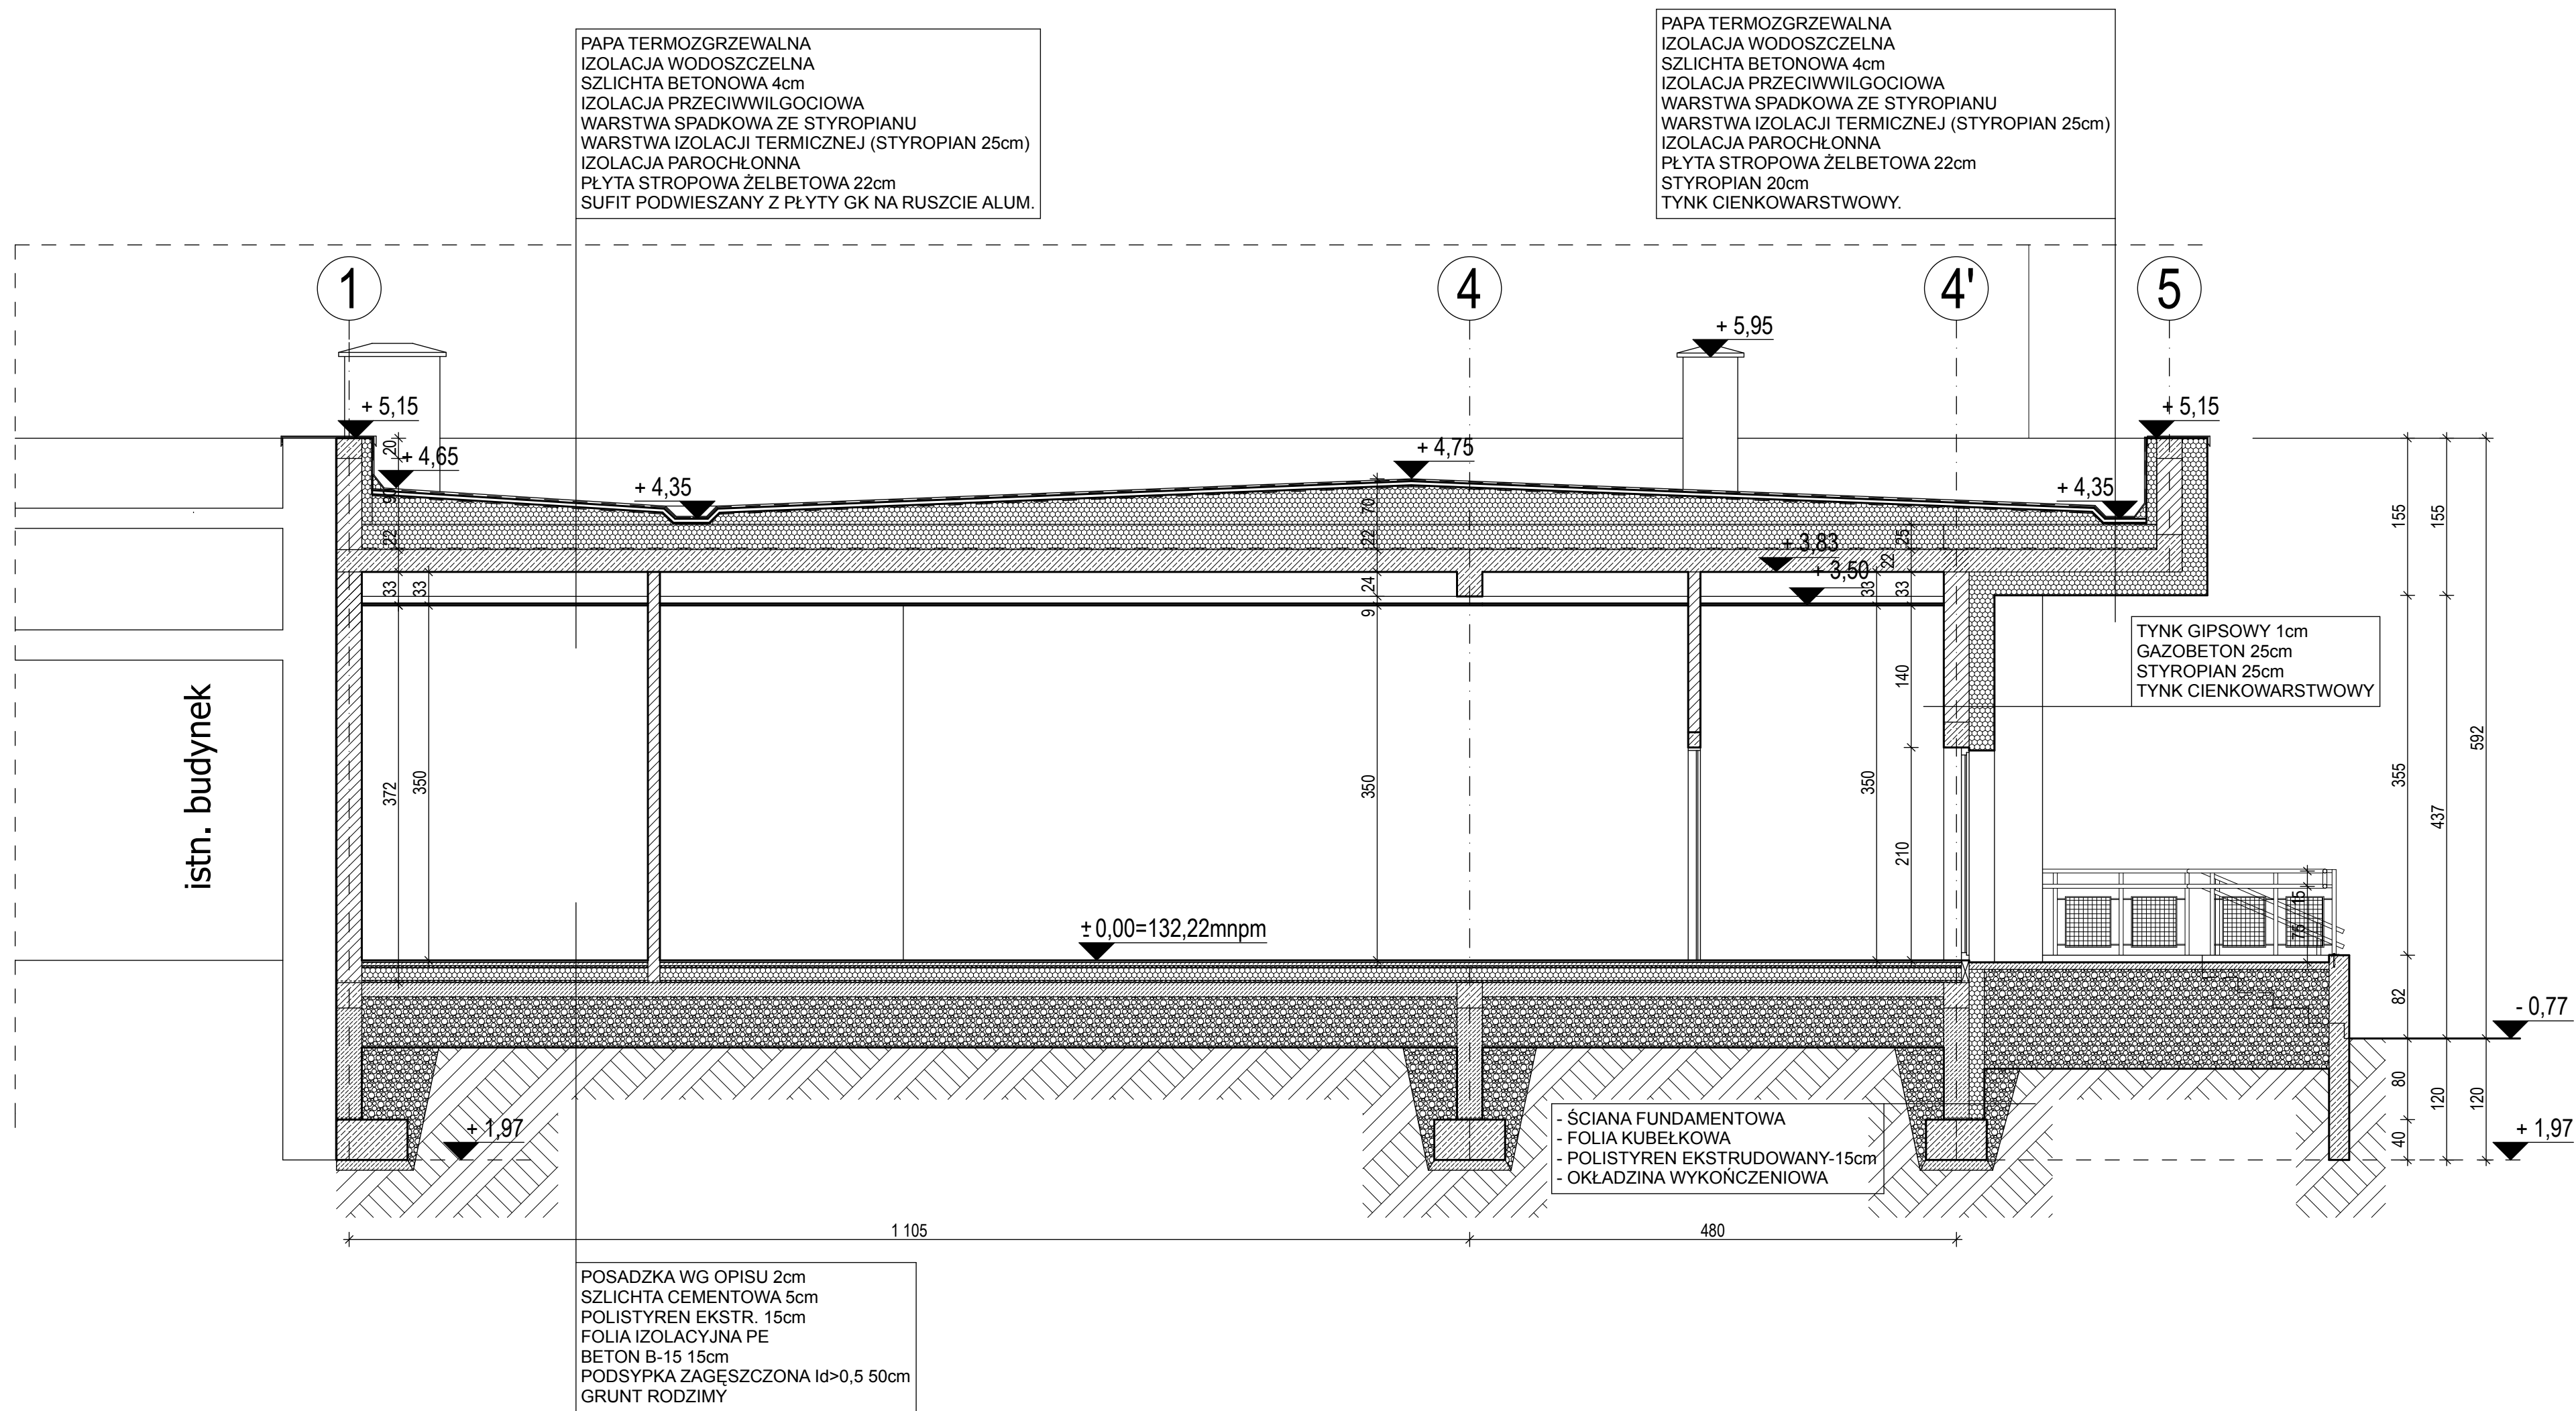 PAPA TERMOZGRZEWALNA
IZOLACJA WODOSZCZELNA
SZLICHTA BETONOWA 4cm
IZOLACJA PRZECIWWILGOCIOWA
WARSTWA SPADKOWA ZE STYROPIANU
WARSTWA IZOLACJI TERMICZNEJ (STYROPIAN 25cm)
IZOLACJA PAROCHŁONNA
PŁYTA STROPOWA ŻELBETOWA 22cm
SUFIT PODWIESZANY Z PŁYTY GK NA RUSZCIE ALUM.
PAPA TERMOZGRZEWALNA
IZOLACJA WODOSZCZELNA
SZLICHTA BETONOWA 4cm
IZOLACJA PRZECIWWILGOCIOWA
WARSTWA SPADKOWA ZE STYROPIANU
WARSTWA IZOLACJI TERMICZNEJ (STYROPIAN 25cm)
IZOLACJA PAROCHŁONNA
PŁYTA STROPOWA ŻELBETOWA 22cm
STYROPIAN 20cm
TYNK CIENKOWARSTWOWY.
1
4
4'
5
+ 5,95
+ 5,15
+ 5,15
+ 4,65
+ 4,75
+ 4,35
+ 4,35
20
90
22
70
22
25
22
+ 3,83
+ 3,50
33
33
24
9
33
33
155
155
TYNK GIPSOWY 1cm
GAZOBETON 25cm
STYROPIAN 25cm
TYNK CIENKOWARSTWOWY
istn. budynek
372
350
350
350
140
210
355
437
592
15
75
± 0,00=132,22mnpm
82
- 0,77
80
40
120
120
+ 1,97
+ 1,97
- ŚCIANA FUNDAMENTOWA
- FOLIA KUBEŁKOWA
- POLISTYREN EKSTRUDOWANY-15cm
- OKŁADZINA WYKOŃCZENIOWA
1 105
480
POSADZKA WG OPISU 2cm
SZLICHTA CEMENTOWA 5cm
POLISTYREN EKSTR. 15cm
FOLIA IZOLACYJNA PE
BETON B-15 15cm
PODSYPKA ZAGĘSZCZONA Id>0,5 50cm
GRUNT RODZIMY